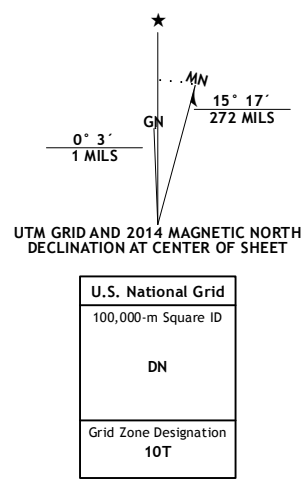 MN
GN
15° 17´
272 MILS
0° 3´
1 MILS
UTM GRID AND 2014 MAGNETIC NORTH
DECLINATION AT CENTER OF SHEET
U.S. National Grid
100,000-m Square ID
DN
Grid Zone Designation
10T